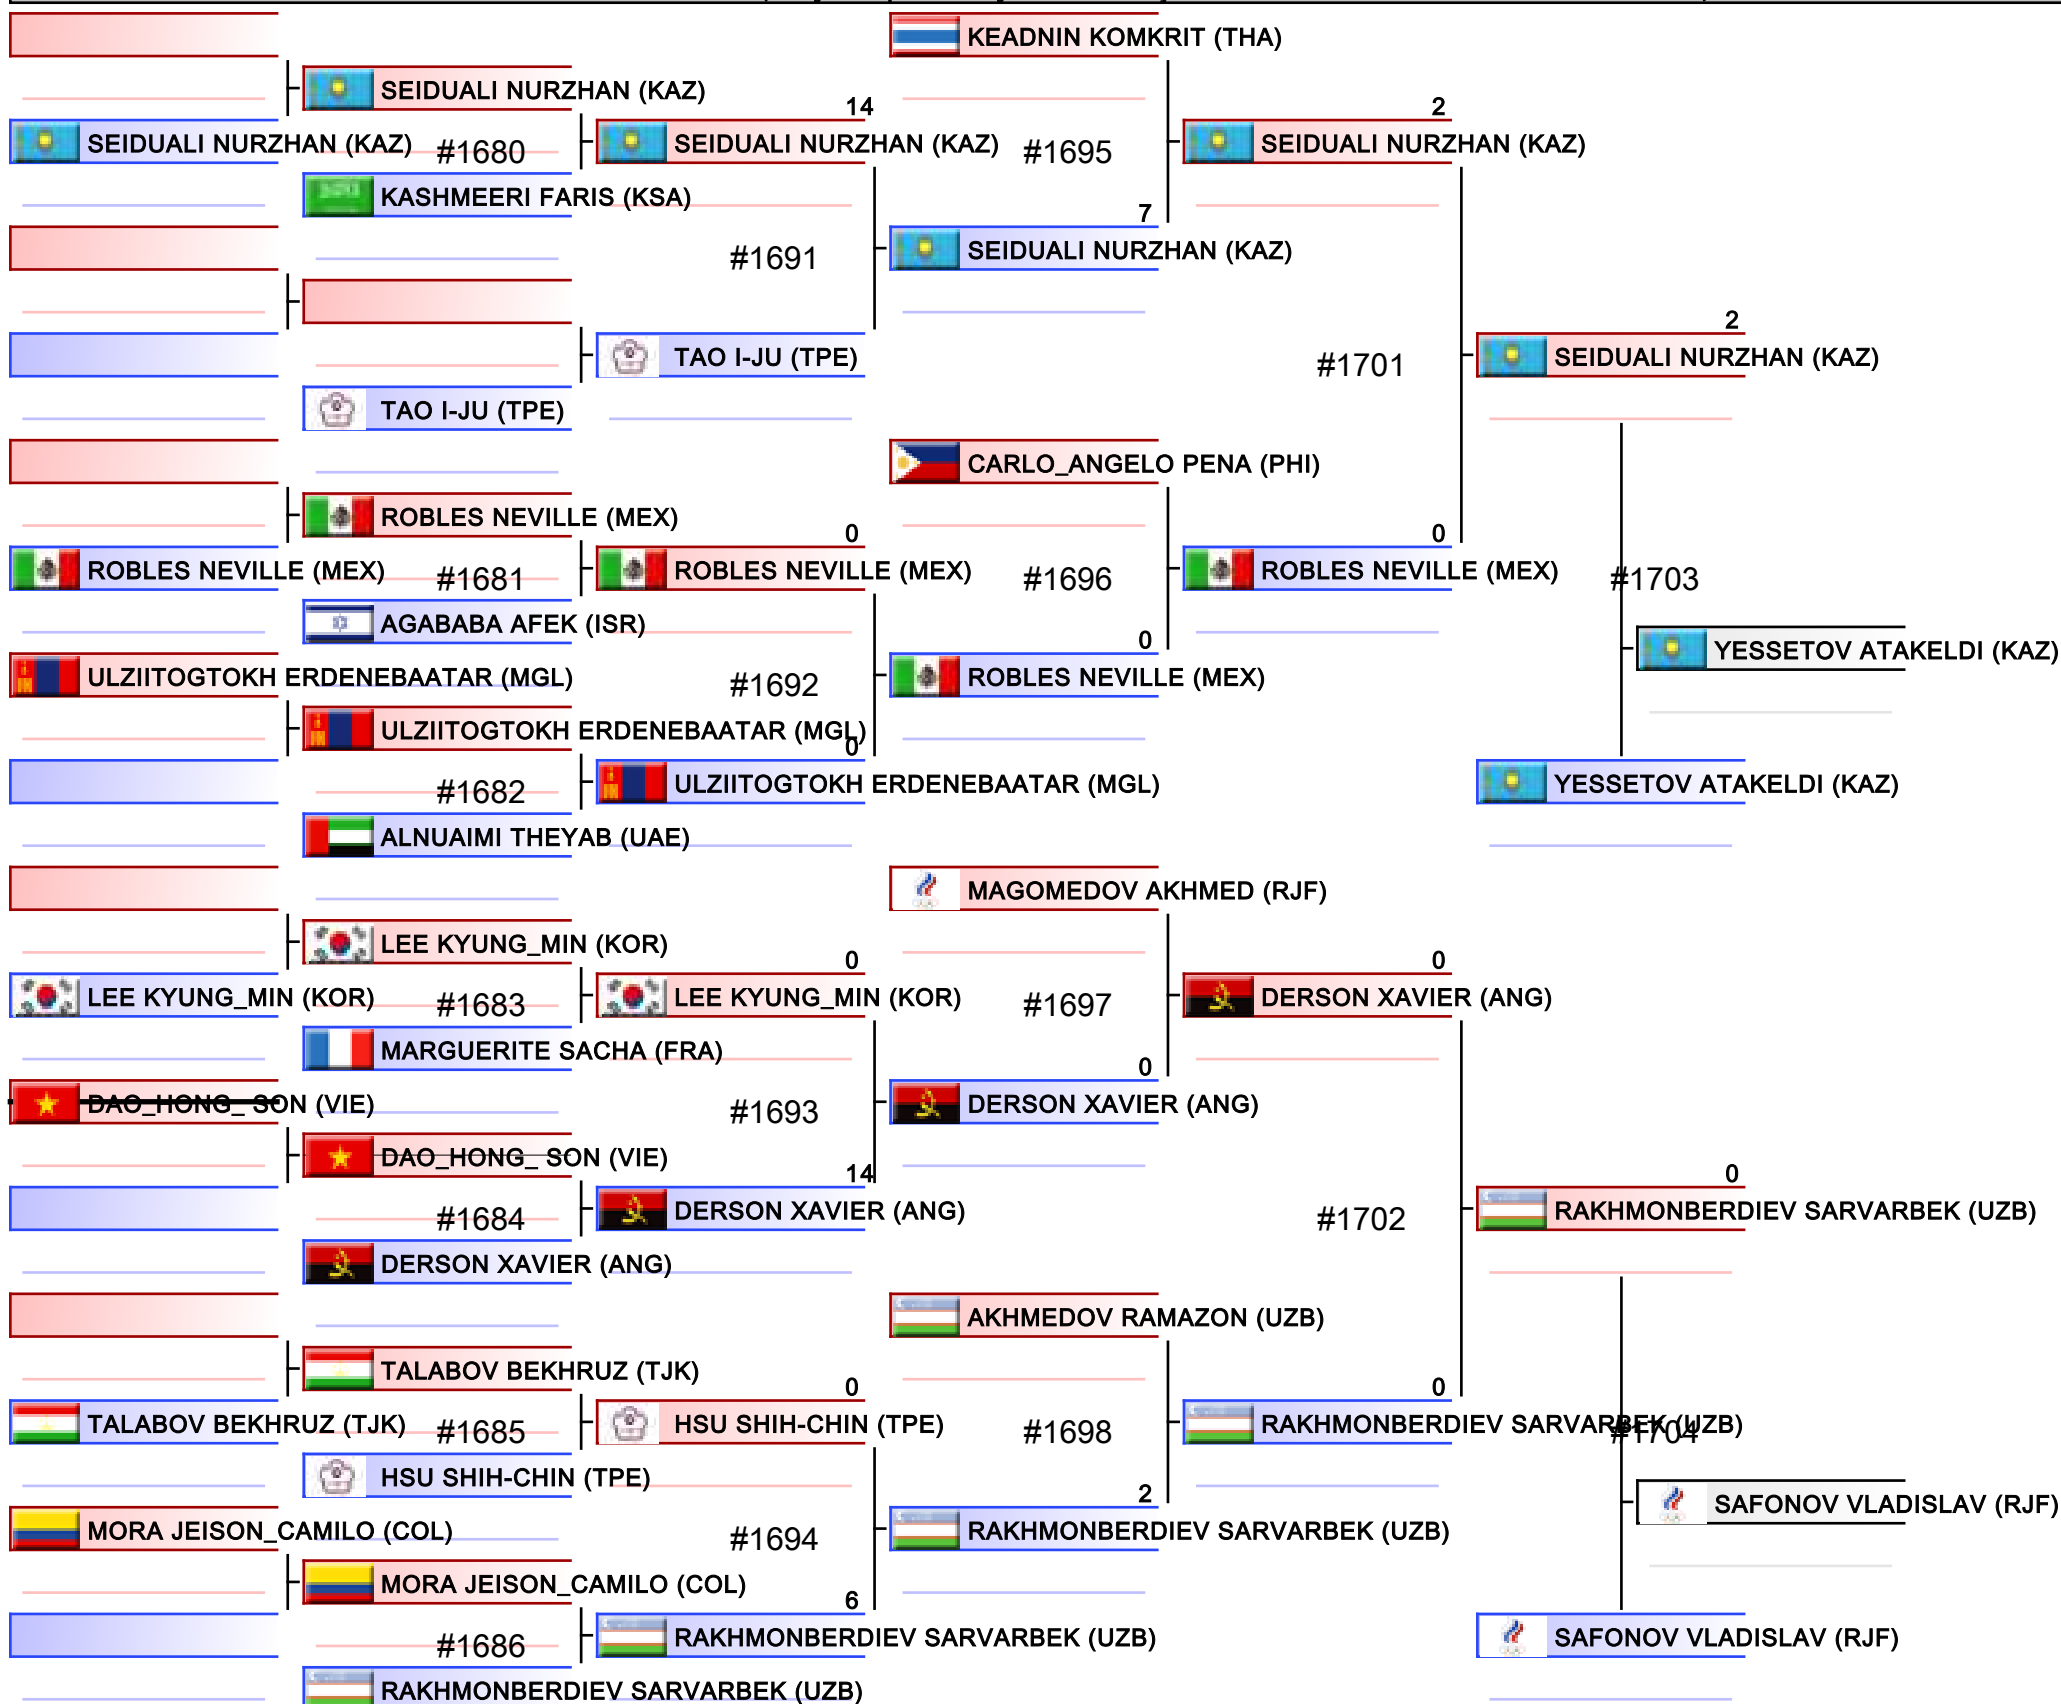 KEADNIN KOMKRIT (THA)
SEIDUALI NURZHAN (KAZ)
14
2
SEIDUALI NURZHAN (KAZ)
#1680
SEIDUALI NURZHAN (KAZ)
#1695
SEIDUALI NURZHAN (KAZ)
KASHMEERI FARIS (KSA)
7
#1691
SEIDUALI NURZHAN (KAZ)
2
TAO I-JU (TPE)
#1701
SEIDUALI NURZHAN (KAZ)
TAO I-JU (TPE)
CARLO_ANGELO PENA (PHI)
ROBLES NEVILLE (MEX)
0
0
ROBLES NEVILLE (MEX)
#1681
ROBLES NEVILLE (MEX)
#1696
ROBLES NEVILLE (MEX)
#1703
AGABABA AFEK (ISR)
0
YESSETOV ATAKELDI (KAZ)
ULZIITOGTOKH ERDENEBAATAR (MGL)
#1692
ROBLES NEVILLE (MEX)
ULZIITOGTOKH ERDENEBAATAR (MGL)
0
#1682
ULZIITOGTOKH ERDENEBAATAR (MGL)
YESSETOV ATAKELDI (KAZ)
ALNUAIMI THEYAB (UAE)
MAGOMEDOV AKHMED (RJF)
LEE KYUNG_MIN (KOR)
0
0
LEE KYUNG_MIN (KOR)
#1683
LEE KYUNG_MIN (KOR)
#1697
DERSON XAVIER (ANG)
MARGUERITE SACHA (FRA)
0
DAO_HONG_ SON (VIE)
#1693
DERSON XAVIER (ANG)
DAO_HONG_ SON (VIE)
14
0
#1684
DERSON XAVIER (ANG)
#1702
RAKHMONBERDIEV SARVARBEK (UZB)
DERSON XAVIER (ANG)
AKHMEDOV RAMAZON (UZB)
TALABOV BEKHRUZ (TJK)
0
0
TALABOV BEKHRUZ (TJK)
#1685
HSU SHIH-CHIN (TPE)
#1698
RAKHMONBERDIEV SARVARBEK (UZB)
#1704
HSU SHIH-CHIN (TPE)
2
SAFONOV VLADISLAV (RJF)
MORA JEISON_CAMILO (COL)
#1694
RAKHMONBERDIEV SARVARBEK (UZB)
MORA JEISON_CAMILO (COL)
6
#1686
RAKHMONBERDIEV SARVARBEK (UZB)
SAFONOV VLADISLAV (RJF)
RAKHMONBERDIEV SARVARBEK (UZB)